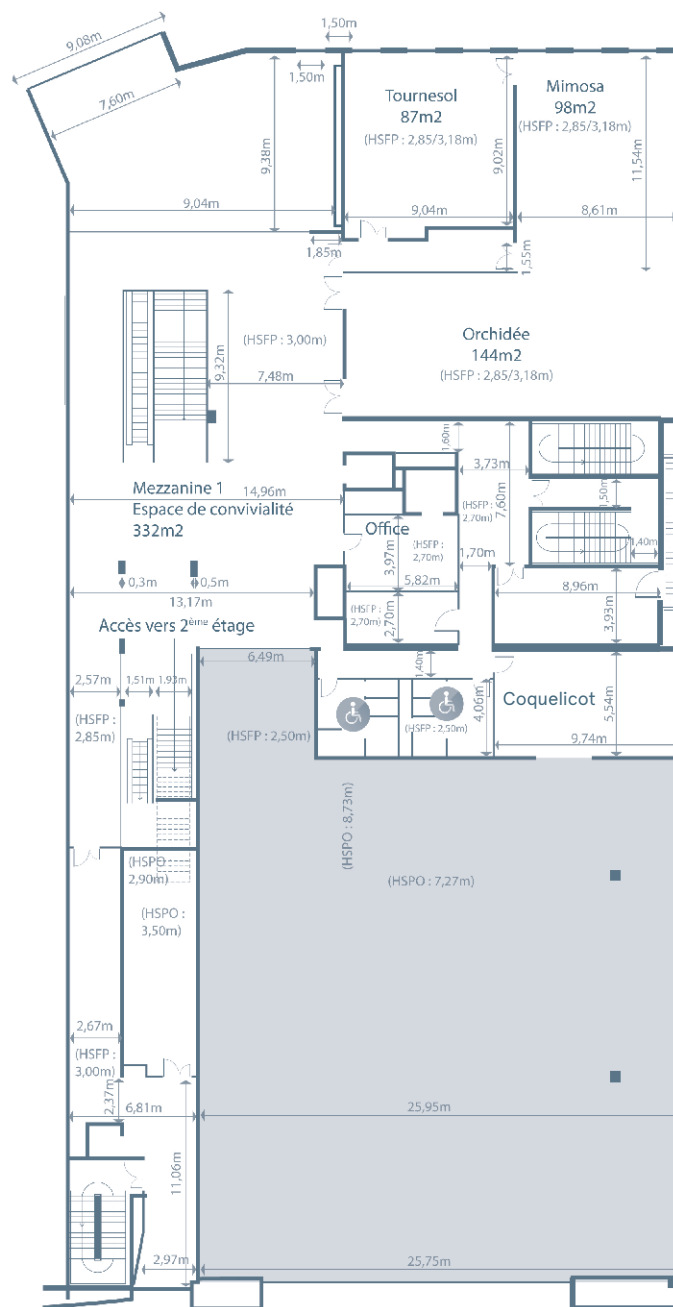 1,50m
9,08m
1,50m
7,60m
Tournesol
87m2
(HSFP : 2,85/3,18m)
Mimosa
98m2
(HSFP : 2,85/3,18m)
9,38m
9,02m
11,54m
9,04m
9,04m
8,61m
1,85m
1,55m
(HSFP : 3,00m)
9,32m
7,48m
Orchidée
144m2
(HSFP : 2,85/3,18m)
1,60m
3,73m
7,60m
14,96m
Mezzanine 1
Espace de convivialité
332m2
Office
(HSFP :
2,70m)
1,50m
3,97m
(HSFP :
2,70m)
1,40m
0,3m
0,5m
5,82m
1,70m
8,96m
13,17m
(HSFP :
2,70m)
2,70m
3,93m
Accès vers 2ème étage
6,49m
1,40m
2,57m
1,51m
1,93m
Coquelicot
4,06m
5,54m
(HSFP :
2,85m)
(HSFP : 2,50m)
(HSFP : 2,50m)
9,74m
(HSPO : 8,73m)
(HSPO :
2,90m)
(HSPO : 7,27m)
(HSPO :
3,50m)
2,67m
(HSFP :
3,00m)
2,37m
6,81m
25,95m
11,06m
2,97m
25,75m